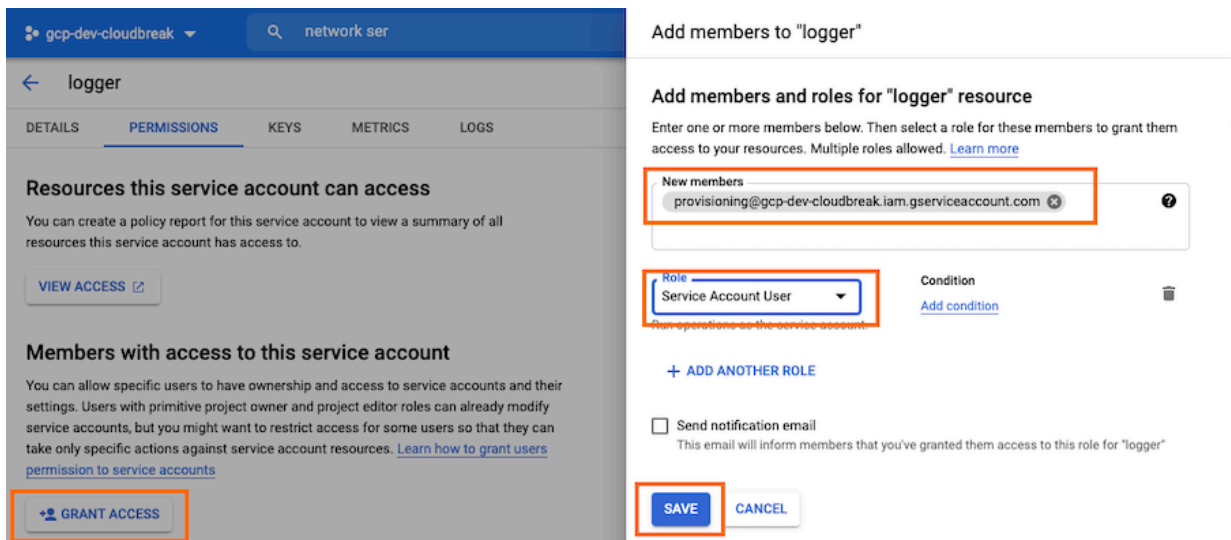 gcp-dev-cloudbreak
network ser
logger
DETAILS PERMISSIONS KEYS METRICS LOGS
Resources this service account can access
You can create a policy report for this service account to view a summary of all
resources this service account has access to.
VIEW ACCESS
Members with access to this service account
You can allow specific users to have ownership and access to service accounts and their
settings. Users with primitive project owner and project editor roles can already modify
service accounts, but you might want to restrict access for some users so that they can
take only specific actions against service account resources. Learn how to grant users
permission to service accounts
GRANT ACCESS
Add members to "logger"
Add members and roles for "logger" resource
Enter one or more members below. Then select a role for these members to grant them
access to your resources. Multiple roles allowed. Learn more
New members
provisioning@gcp-dev-cloudbreak.iam.gserviceaccount.com
Role
Service Account User
Run operations as the service account.
Condition
Add condition
ADD ANOTHER ROLE
Send notification email
This email will inform members that you've granted them access to this role for "logger"
SAVE CANCEL